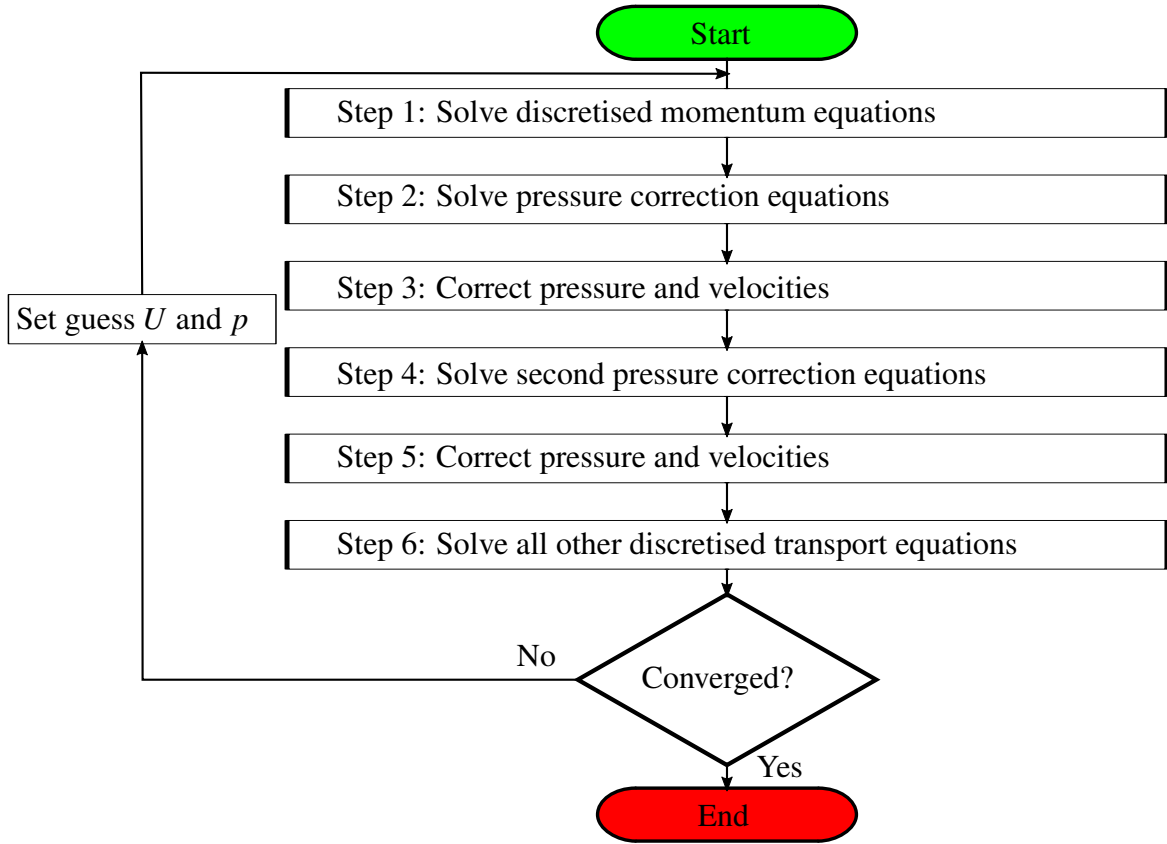 Start
Step 1: Solve discretised momentum equations
Step 2: Solve pressure correction equations
Step 3: Correct pressure and velocities
Set guess U and p
Step 4: Solve second pressure correction equations
Step 5: Correct pressure and velocities
Step 6: Solve all other discretised transport equations
No
Converged?
Yes
End